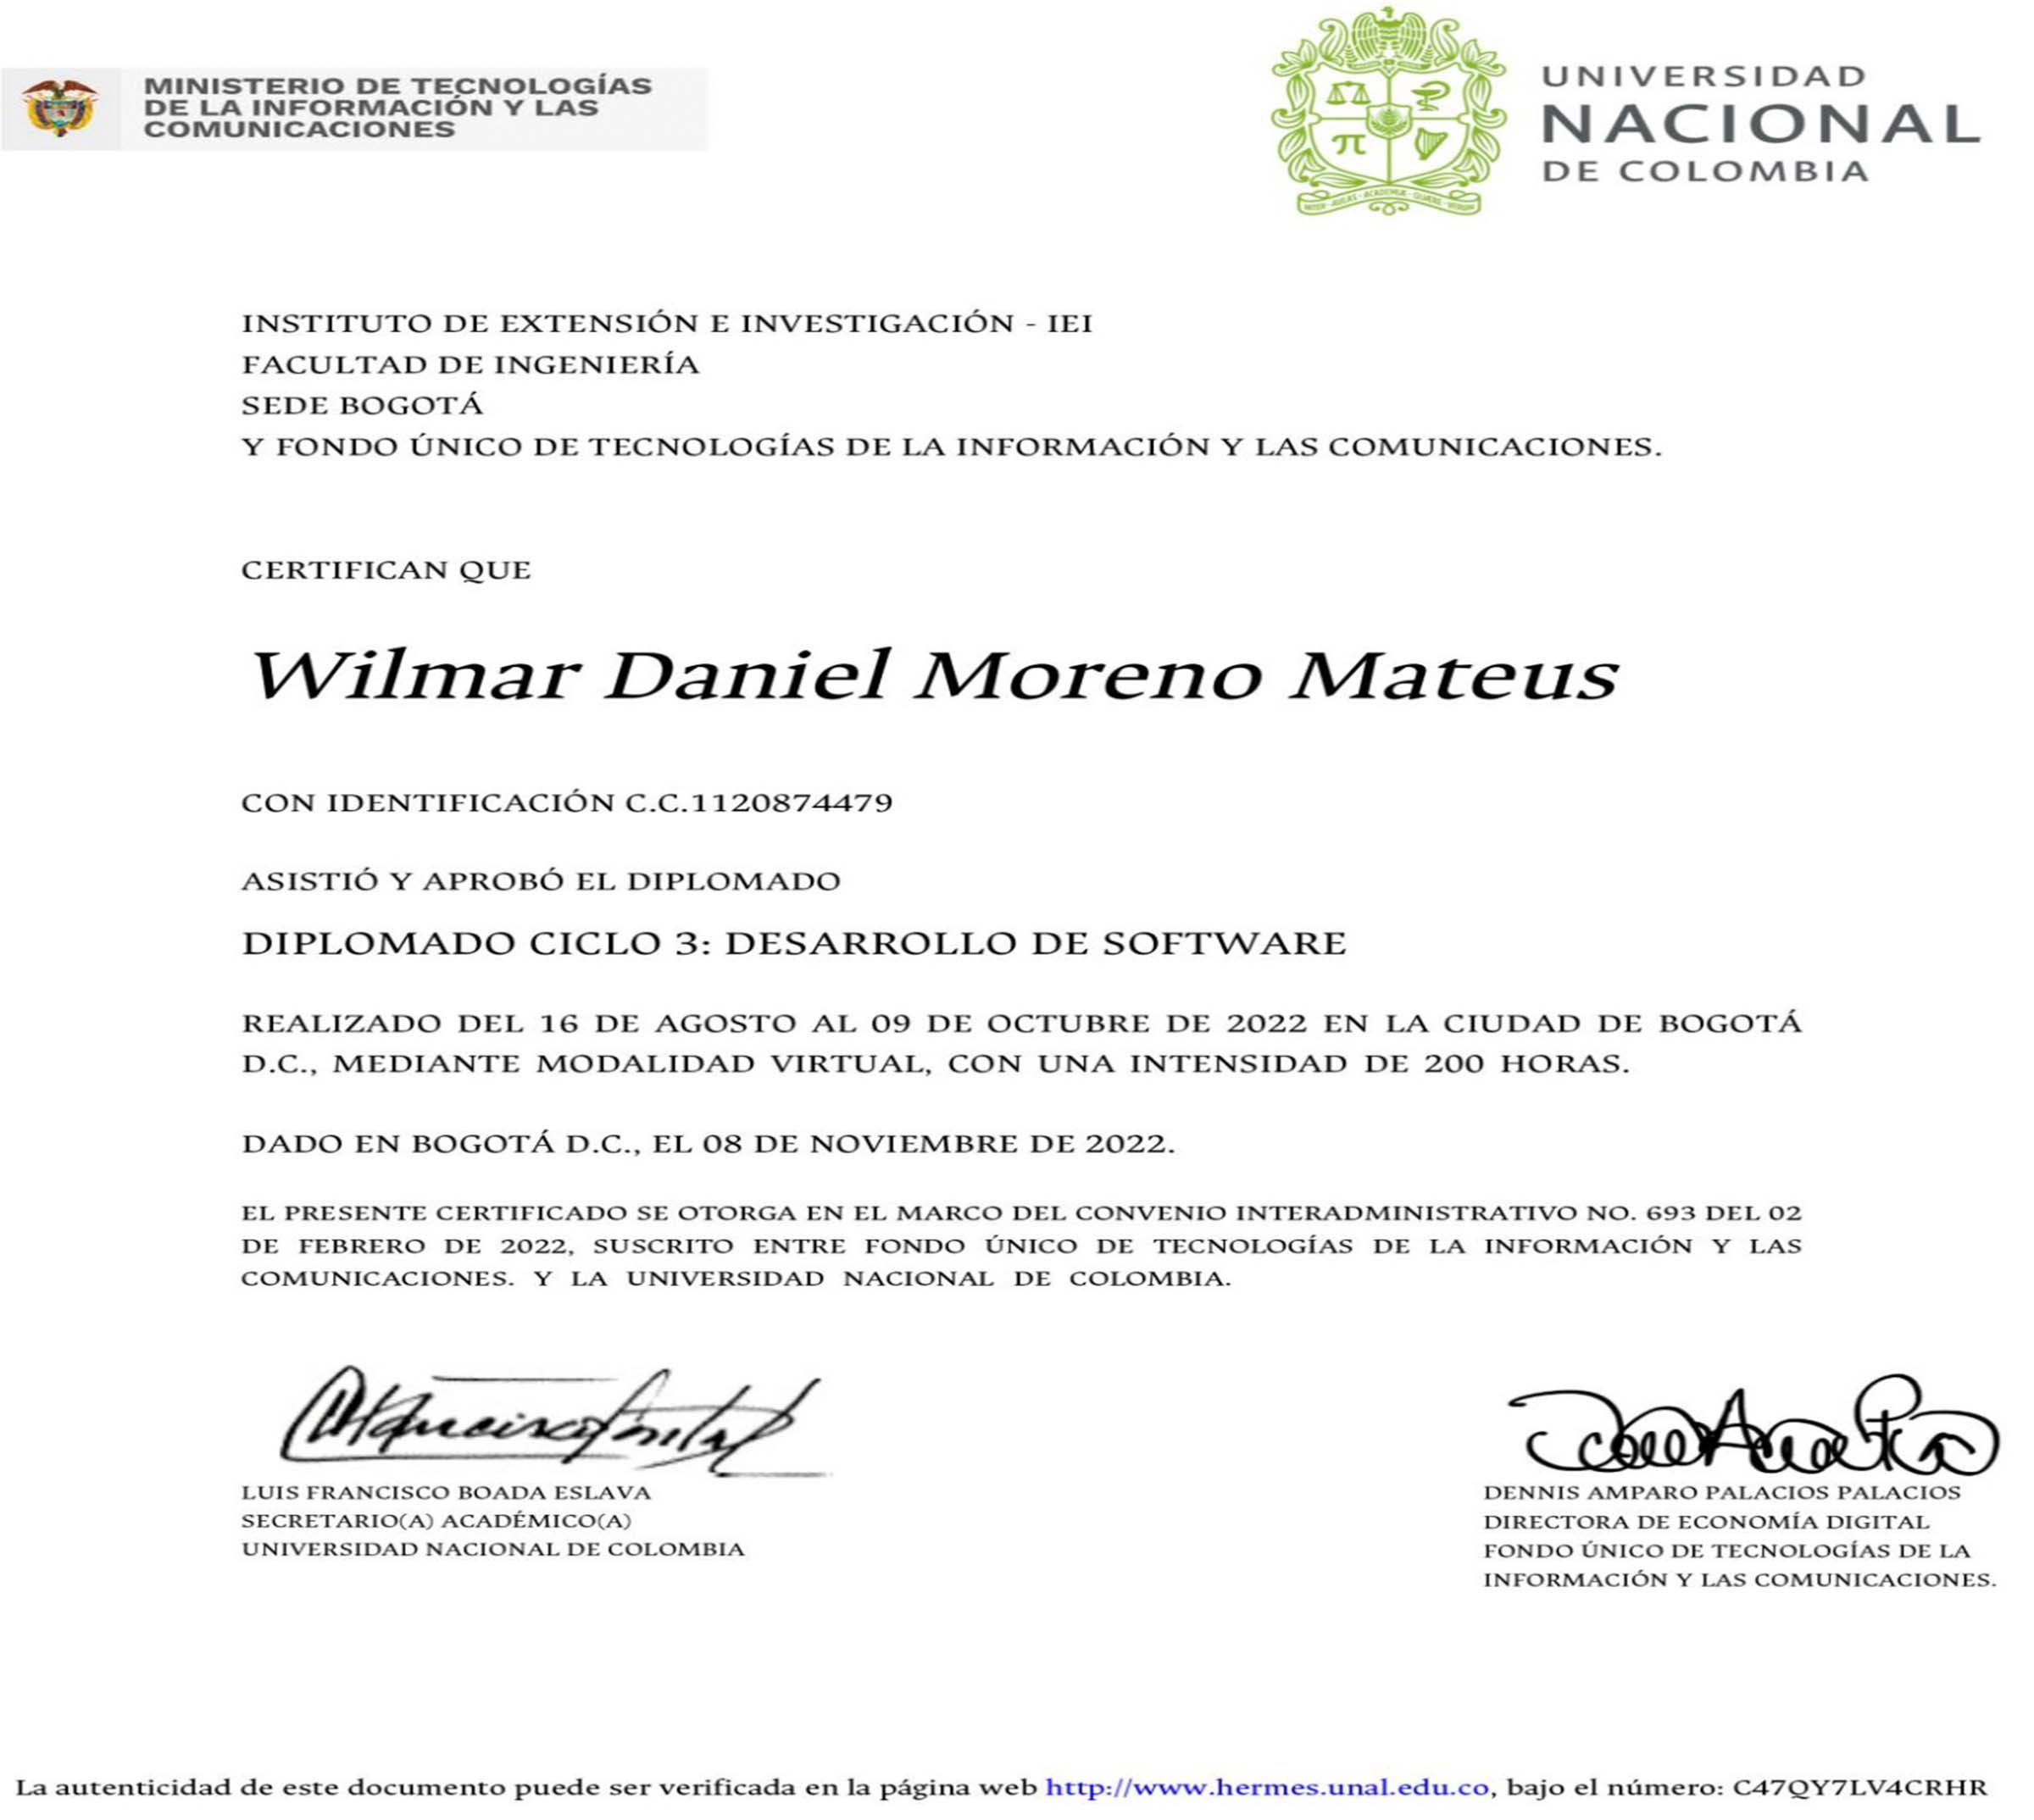 MINISTERIO DE TECNOLOGÍAS
DE LA INFORMACIÓN Y LAS
COMUNICACIONES
UNIVERSIDAD
NACIONAL
DE COLOMBIA
INSTITUTO DE EXTENSIÓN E INVESTIGACIÓN - IEI
FACULTAD DE INGENIERÍA
SEDE BOGOTÁ
Y FONDO ÚNICO DE TECNOLOGÍAS DE LA INFORMACIÓN Y LAS COMUNICACIONES.
CERTIFICAN QUE
Wilmar Daniel Moreno Mateus
CON IDENTIFICACIÓN C.C.1120874479
ASISTIÓ Y APROBÓ EL DIPLOMADO
DIPLOMADO CICLO 3: DESARROLLO DE SOFTWARE
REALIZADO DEL 16 DE AGOSTO AL 09 DE OCTUBRE DE 2022 EN LA CIUDAD DE BOGOTÁ
D.C., MEDIANTE MODALIDAD VIRTUAL, CON UNA INTENSIDAD DE 200 HORAS.
DADO EN BOGOTÁ D.C., EL 08 DE NOVIEMBRE DE 2022.
EL PRESENTE CERTIFICADO SE OTORGA EN EL MARCO DEL CONVENIO INTERADMINISTRATIVO NO. 693 DEL 02
DE FEBRERO DE 2022, SUSCRITO ENTRE FONDO ÚNICO DE TECNOLOGÍAS DE LA INFORMACIÓN Y LAS
COMUNICACIONES. Y LA UNIVERSIDAD NACIONAL DE COLOMBIA.
LUIS FRANCISCO BOADA ESLAVA
SECRETARIO(A) ACADÉMICO(A)
UNIVERSIDAD NACIONAL DE COLOMBIA
DENNIS AMPARO PALACIOS PALACIOS
DIRECTORA DE ECONOMÍA DIGITAL
FONDO ÚNICO DE TECNOLOGÍAS DE LA
INFORMACIÓN Y LAS COMUNICACIONES.
La autenticidad de este documento puede ser verificada en la página web http://www.hermes.unal.edu.co, bajo el número: C47QY7LV4CRHR